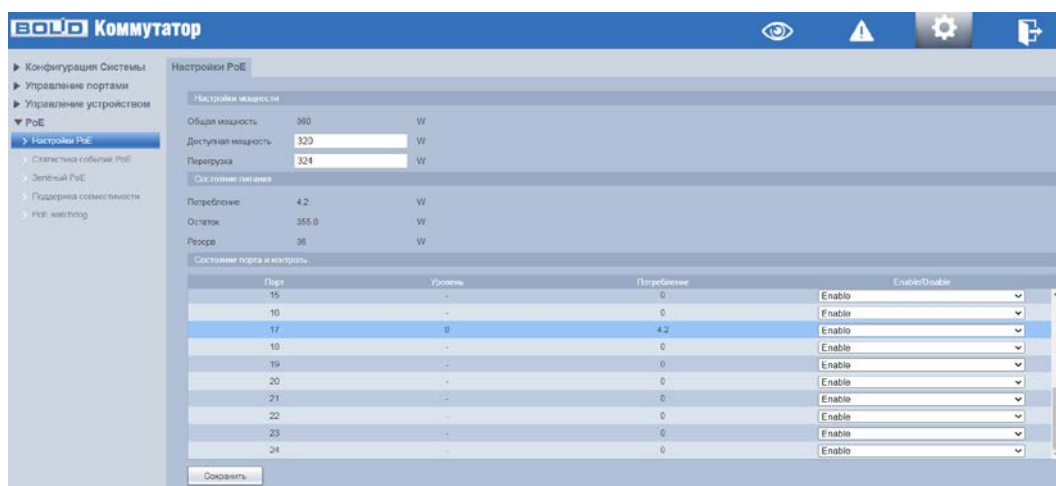 BOLID Коммутатор
Конфигурация Системы
Управление портами
Управление устройством
PoE
Настройки PoE
Статистика событий PoE
Зелёный PoE
Поддержка совместимости
PoE watchdog
Настройки PoE
Настройки мощности
Общая мощность 360 W
Доступная мощность 320 W
Перегрузка 324 W
Состояние питания
Потребление 4.2 W
Остаток 355.0 W
Резерв 36 W
Состояние порта и контроль
Порт Уровень Потребление Enable/Disable
15 - 0 Enable
16 - 0 Enable
17 0 4.2 Enable
18 - 0 Enable
19 - 0 Enable
20 - 0 Enable
21 - 0 Enable
22 - 0 Enable
23 - 0 Enable
24 - 0 Enable
Сохранить